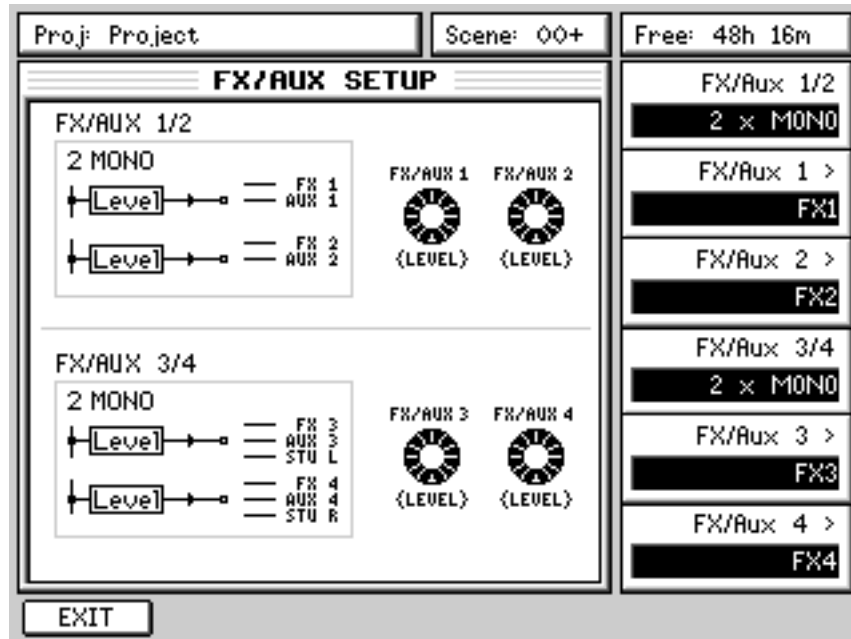 Proj: Project
Scene: 00+
Free: 48h 16m
FX/AUX SETUP
FX/AUX 1/2
2 MONO
Level
FX 1
AUX 1
Level
FX 2
AUX 2
FX/AUX 1
FX/AUX 2
(LEVEL)
(LEVEL)
FX/AUX 3/4
2 MONO
Level
FX 3
AUX 3
STU L
Level
FX 4
AUX 4
STU R
FX/AUX 3
FX/AUX 4
(LEVEL)
(LEVEL)
FX/Aux 1/2
2 x MONO
FX/Aux 1 >
FX1
FX/Aux 2 >
FX2
FX/Aux 3/4
2 x MONO
FX/Aux 3 >
FX3
FX/Aux 4 >
FX4
EXIT